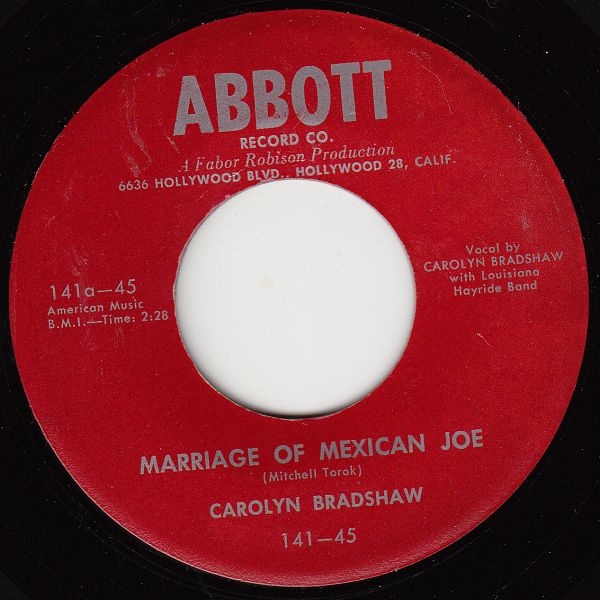 ABBOTT
RECORD CO.
A Fabor Robison Production
6636 HOLLYWOOD BLVD., HOLLYWOOD 28, CALIF.
Vocal by
CAROLYN BRADSHAW
with Louisiana
Hayride Band
141a—45
American Music
B.M.I.—Time: 2:28
MARRIAGE OF MEXICAN JOE
(Mitchell Torok)
CAROLYN BRADSHAW
141—45